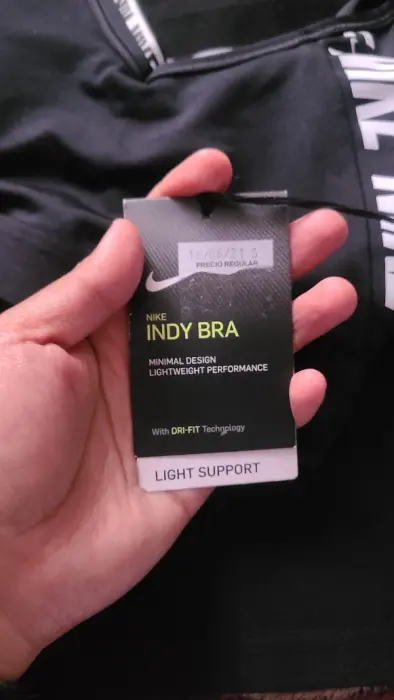 PRECIO REGULAR
NIKE
INDY BRA
MINIMAL DESIGN
LIGHTWEIGHT PERFORMANCE
With DRI-FIT Technology
LIGHT SUPPORT